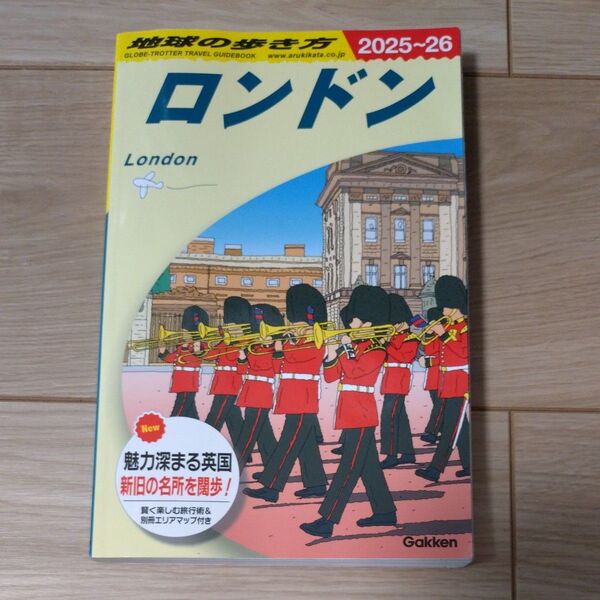 地球の歩き方
2025~26
GLOBE-TROTTER TRAVEL GUIDEBOOK
www.arukikata.co.jp
ロンドン
London
New
魅力深まる英国
新旧の名所を闊歩!
賢く楽しむ旅行術&
別冊エリアマップ付き
Gakken